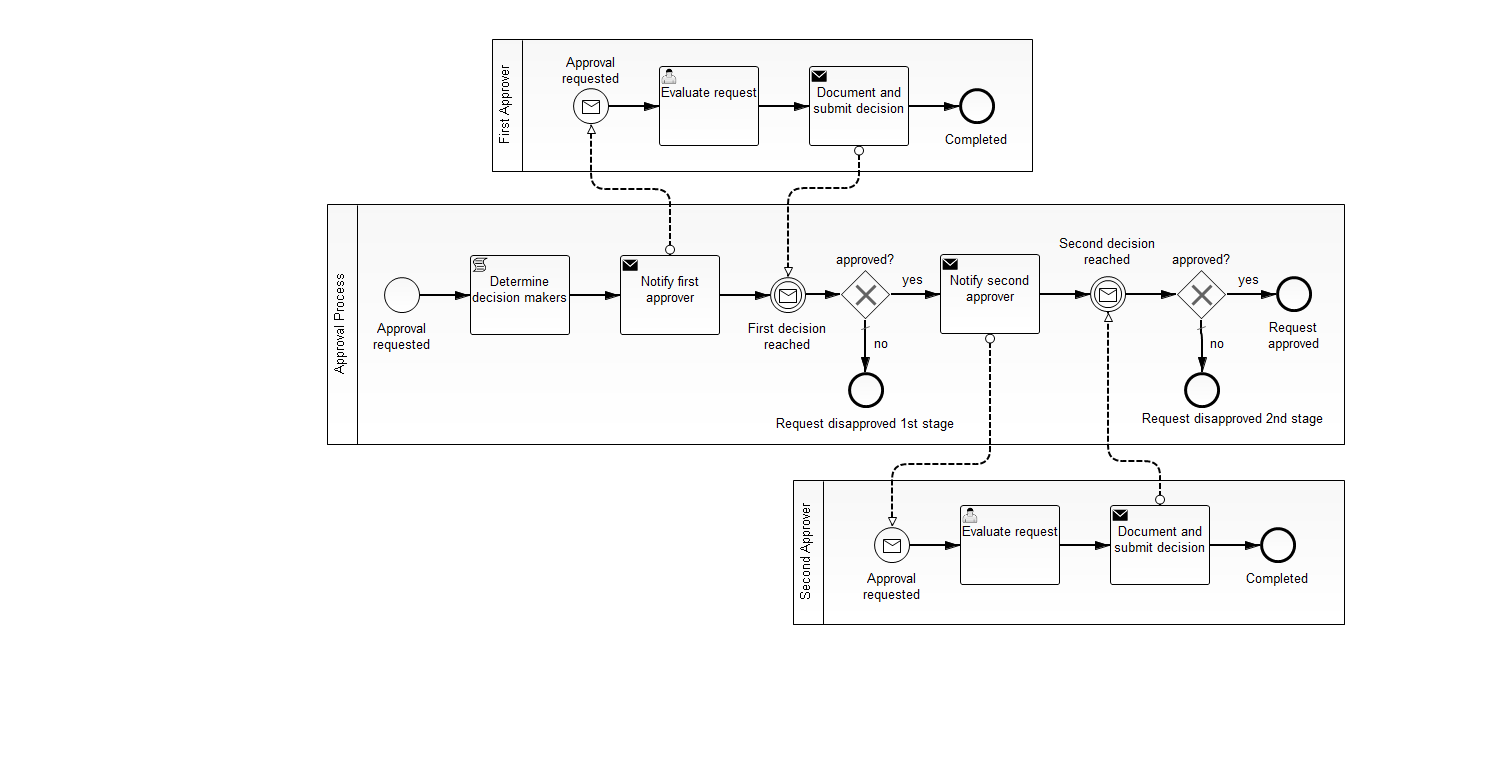 First Approver
Approval
requested
Evaluate request
Document and
submit decision
Completed
Approval Process
Approval
requested
Determine
decision makers
Notify first
approver
First decision
reached
approved?
yes
no
Request disapproved 1st stage
Notify second
approver
Second decision
reached
approved?
yes
no
Request disapproved 2nd stage
Request
approved
Second Approver
Approval
requested
Evaluate request
Document and
submit decision
Completed